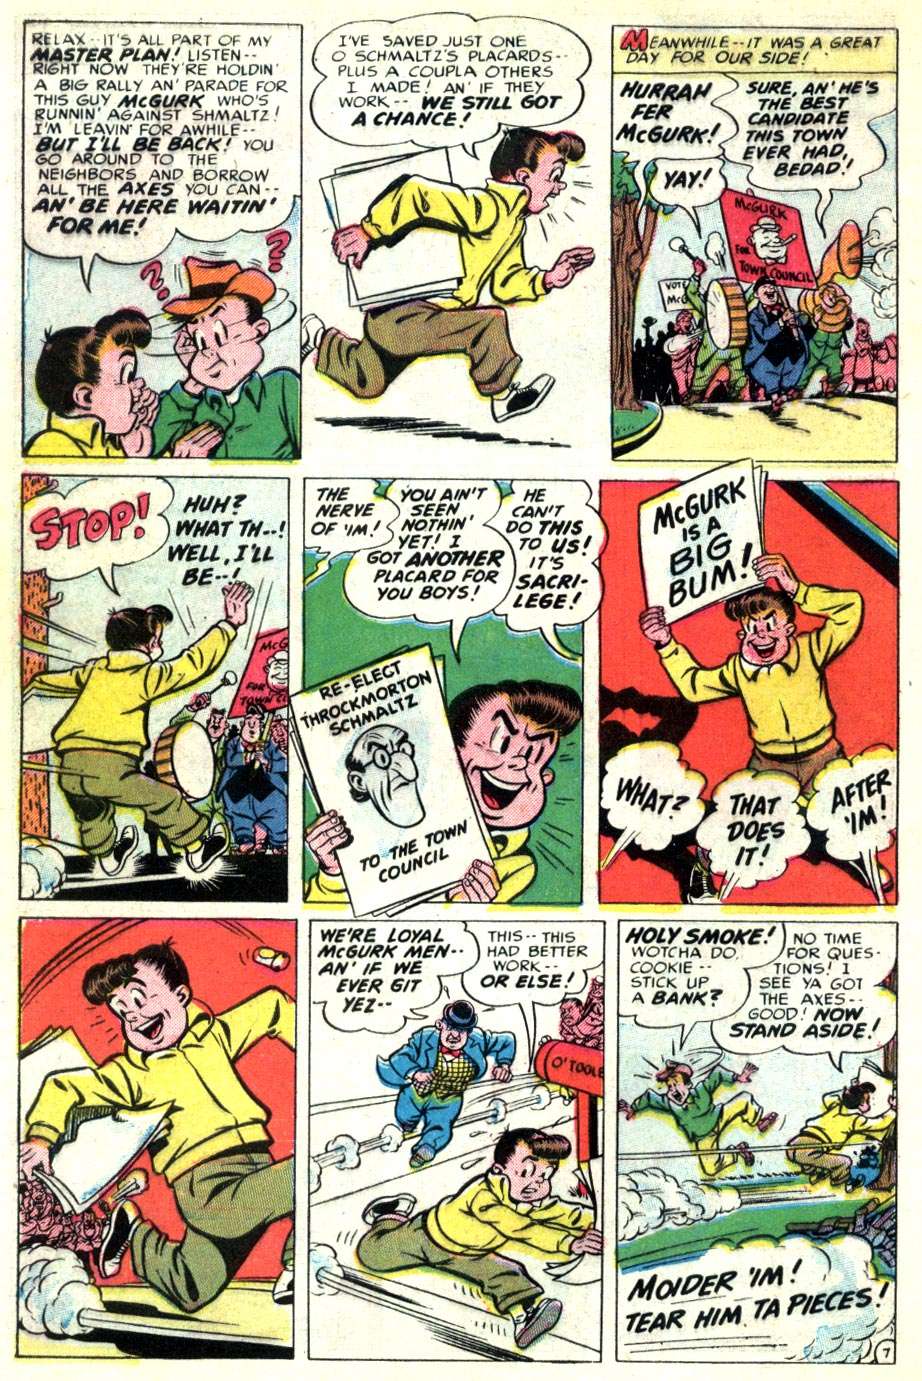 RELAX--IT'S ALL PART OF MY
MASTER PLAN! LISTEN--
RIGHT NOW THEY'RE HOLDIN'
A BIG RALLY AN' PARADE FOR
THIS GUY McGURK WHO'S
RUNNIN' AGAINST SHMALTZ!
I'M LEAVIN' FOR AWHILE--
BUT I'LL BE BACK! YOU
GO AROUND TO THE
NEIGHBORS AND BORROW
ALL THE AXES YOU CAN--
AN' BE HERE WAITIN'
FOR ME!
? ?
I'VE SAVED JUST ONE
O SCHMALTZ'S PLACARDS--
PLUS A COUPLA OTHERS
I MADE! AN' IF THEY
WORK-- WE STILL GOT
A CHANCE!
MEANWHILE--IT WAS A GREAT
DAY FOR OUR SIDE!
HURRAH
FER
McGURK!
YAY!
SURE, AN' HE'S
THE BEST
CANDIDATE
THIS TOWN
EVER HAD,
BEDAD!
McGURK
FOR
TOWN COUNCIL
VOTE
McG
STOP!
HUH?
WHAT TH--!
WELL, I'LL
BE--!
McG
FOR
TOWN CO
THE
NERVE
OF 'IM!
YOU AIN'T
SEEN
NOTHIN'
YET! I
GOT ANOTHER
PLACARD FOR
YOU BOYS!
HE
CAN'T
DO THIS
TO US!
IT'S
SACRI-
LEGE!
RE-ELECT
THROCKMORTON
SCHMALTZ
TO THE TOWN
COUNCIL
McGURK
IS A
BIG
BUM!
WHAT?
THAT
DOES
IT!
AFTER
'IM!
WE'RE LOYAL
McGURK MEN--
AN' IF WE
EVER GIT
YEZ--
THIS-- THIS
HAD BETTER
WORK--
OR ELSE!
O'TOOLE
HOLY SMOKE!
WOTCHA DO,
COOKIE--
STICK UP
A BANK?
NO TIME
FOR QUES-
TIONS! I
SEE YA GOT
THE AXES--
GOOD! NOW
STAND ASIDE!
MOIDER 'IM!
TEAR HIM TA PIECES!
7